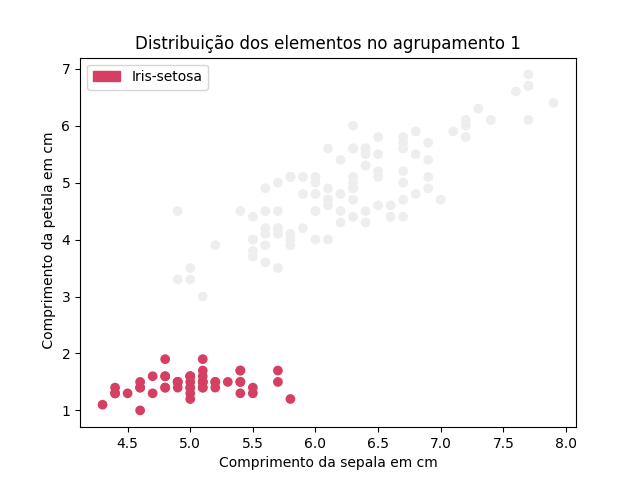 Distribuição dos elementos no agrupamento 1
Iris-setosa
Comprimento da petala em cm
7
6
5
4
3
2
1
4.5 5.0 5.5 6.0 6.5 7.0 7.5 8.0
Comprimento da sepala em cm